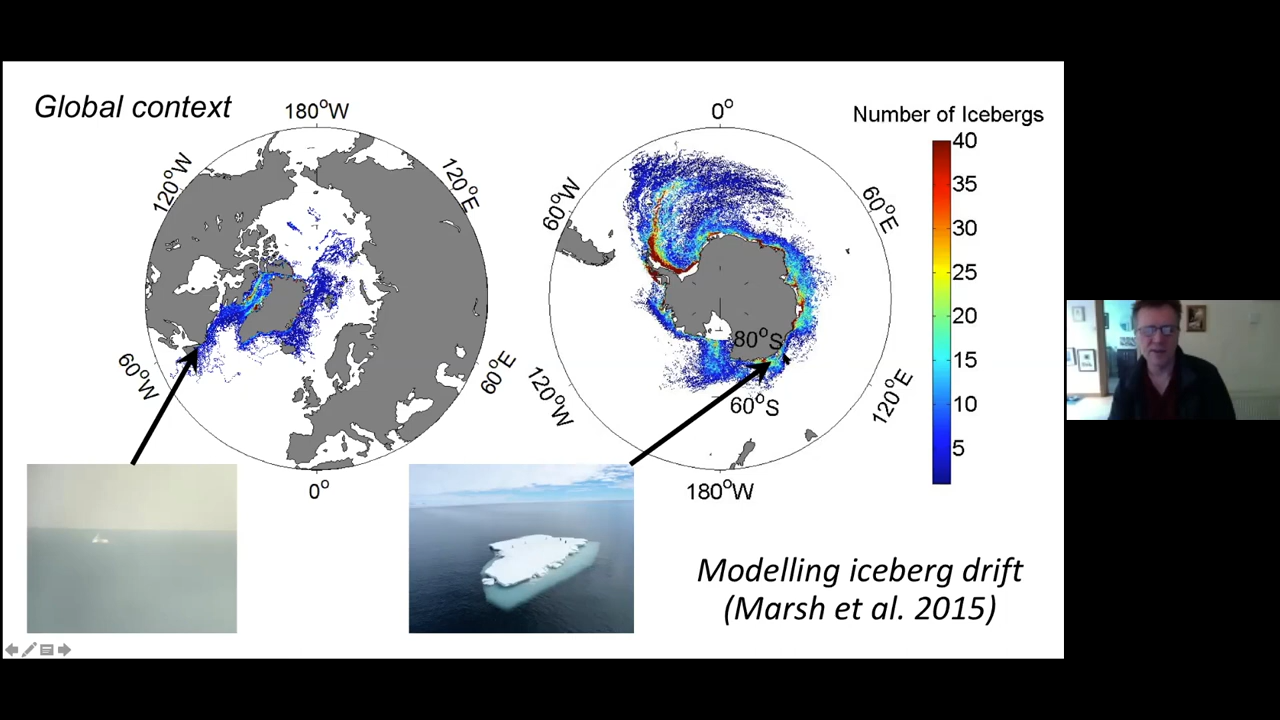 Global context
180°W
120°W
120°E
60°W
60°E
0°
0°
60°W
60°E
80°S
60°S
120°W
120°E
180°W
Number of Icebergs
40
35
30
25
20
15
10
5
Modelling iceberg drift
(Marsh et al. 2015)